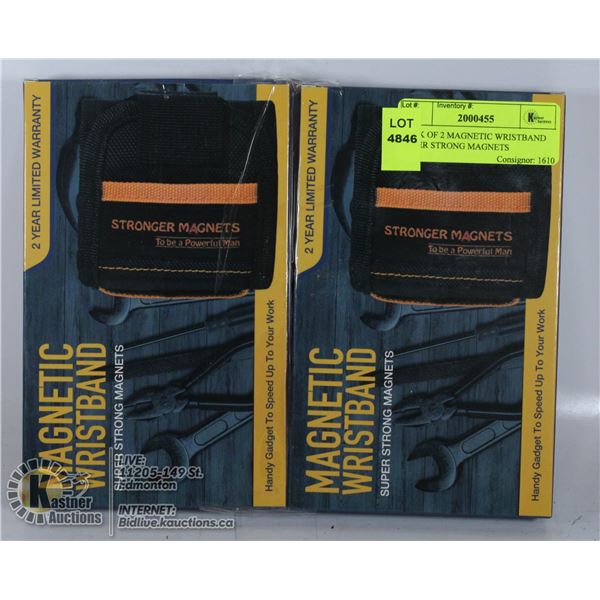 2 YEAR LIMITED WARRANTY
STRONGER MAGNETS
To be a Powerful Man
MAGNETIC
WRISTBAND
SUPER STRONG MAGNETS
Handy Gadget To Speed Up To Your Work
2 YEAR LIMITED WARRANTY
STRONGER MAGNETS
To be a Powerful Man
MAGNETIC
WRISTBAND
SUPER STRONG MAGNETS
Handy Gadget To Speed Up To Your Work
Lot #: Inventory #:
LOT 2000455
4846 OF 2 MAGNETIC WRISTBAND
STRONG MAGNETS
Consignor: 1610
Kastner
Auctions
LIVE:
11205-149 St.
Edmonton
INTERNET:
Bidlive.kauctions.ca